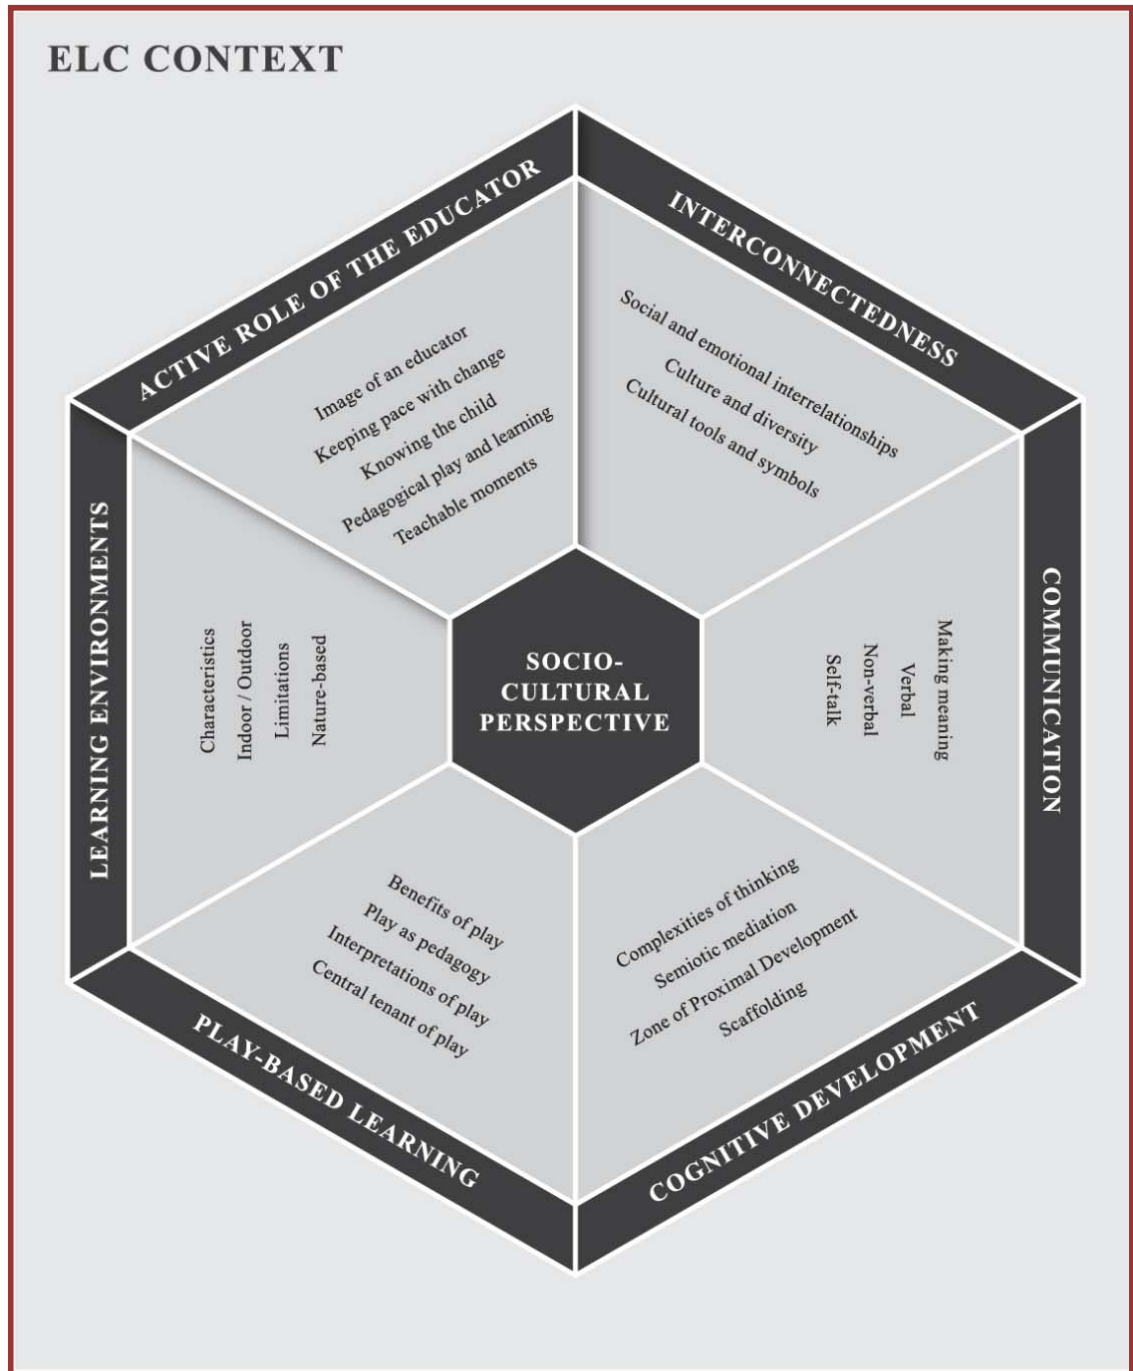 ELC CONTEXT
ACTIVE ROLE OF THE EDUCATOR
Image of an educator
Keeping pace with change
Knowing the child
Pedagogical play and learning
Teachable moments
INTERCONNECTEDNESS
Social and emotional interrelationships
Culture and diversity
Cultural tools and symbols
COMMUNICATION
Making meaning
Verbal
Non-verbal
Self-talk
COGNITIVE DEVELOPMENT
Complexities of thinking
Semiotic mediation
Zone of Proximal Development
Scaffolding
PLAY-BASED LEARNING
Benefits of play
Play as pedagogy
Interpretations of play
Central tenant of play
LEARNING ENVIRONMENTS
Characteristics
Indoor / Outdoor
Limitations
Nature-based
SOCIO-
CULTURAL
PERSPECTIVE